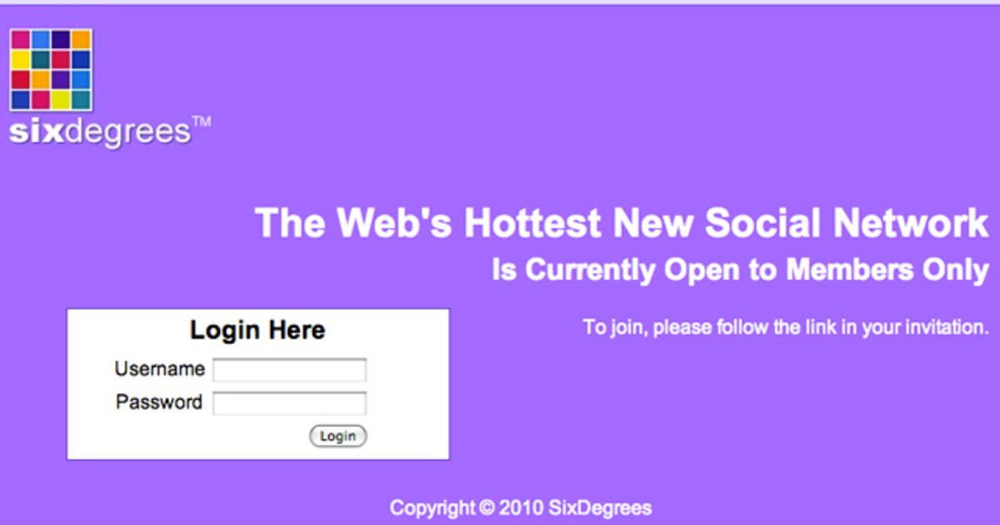 sixdegrees™
The Web's Hottest New Social Network
Is Currently Open to Members Only
To join, please follow the link in your invitation.
Login Here
Username
Password
Login
Copyright © 2010 SixDegrees